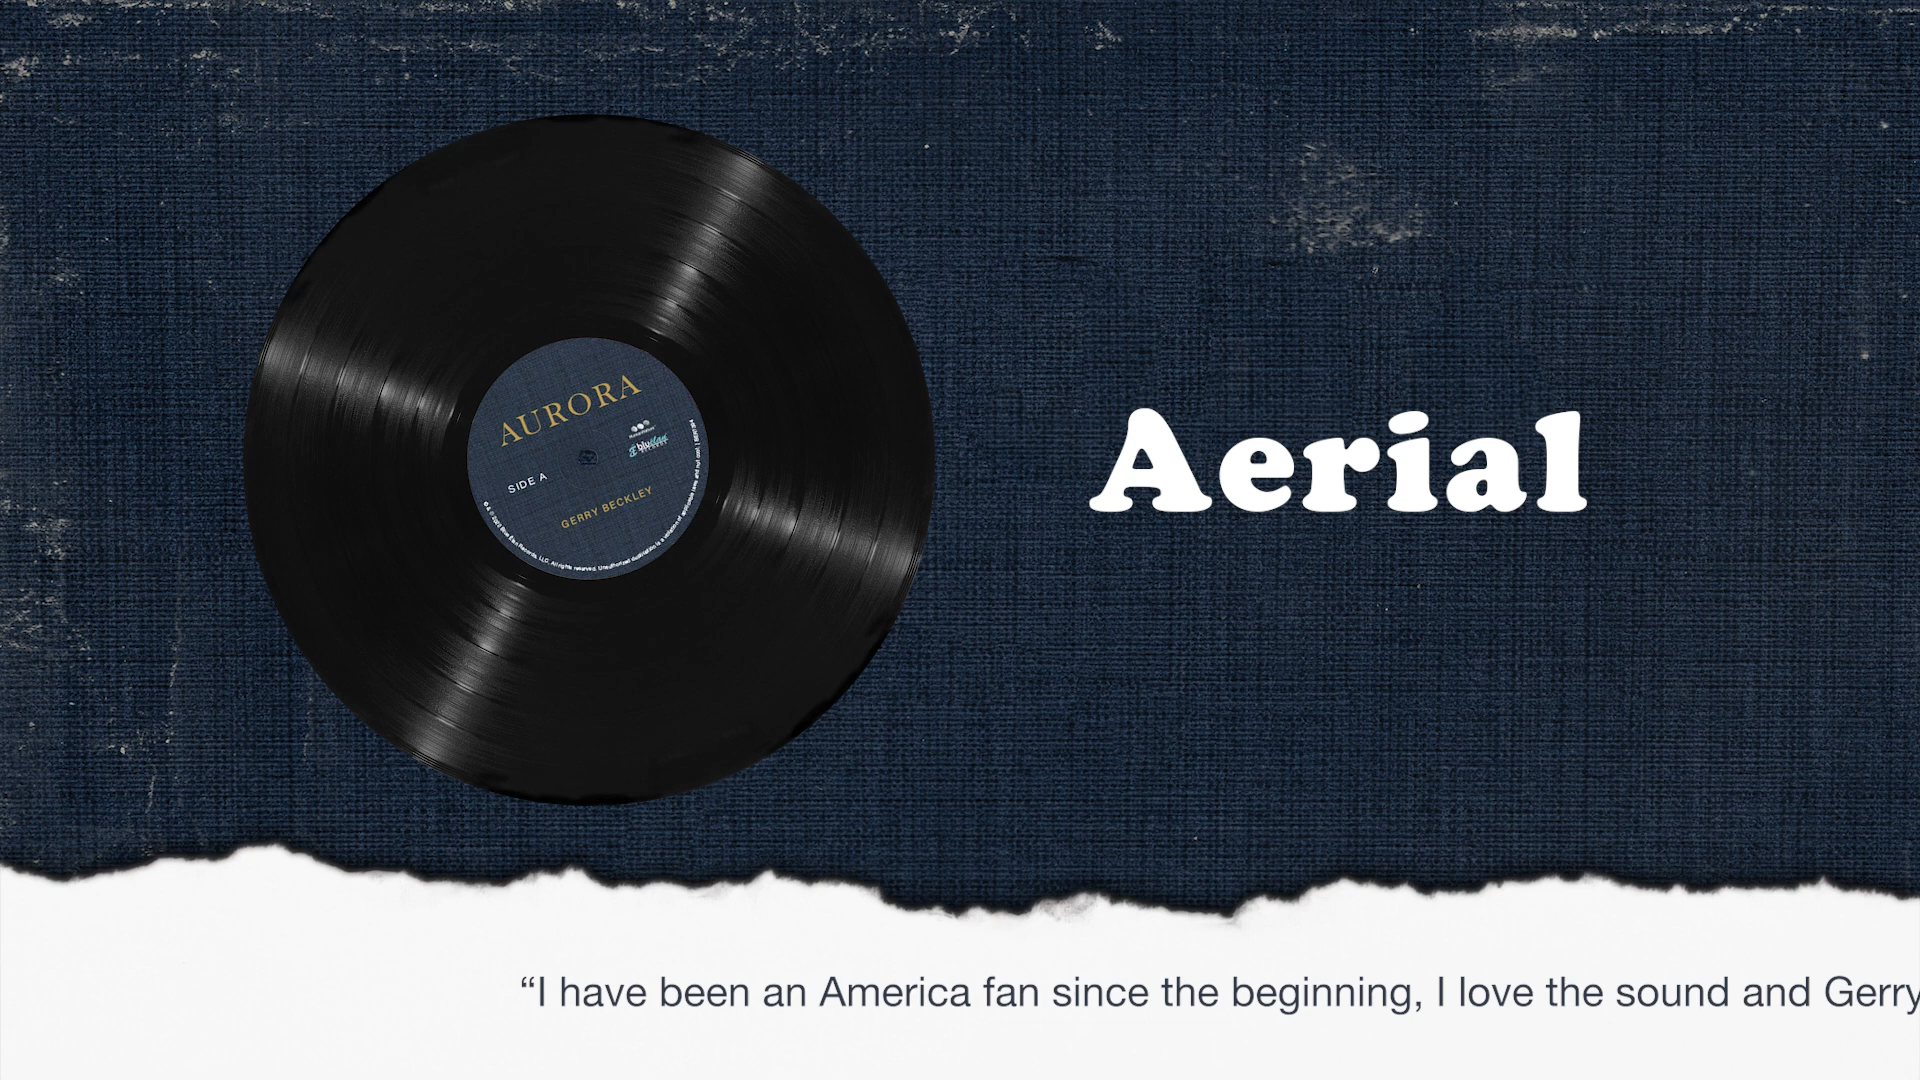 AURORA
SIDE A
GERRY BECKLEY
Aerial
“I have been an America fan since the beginning, I love the sound and Gerry